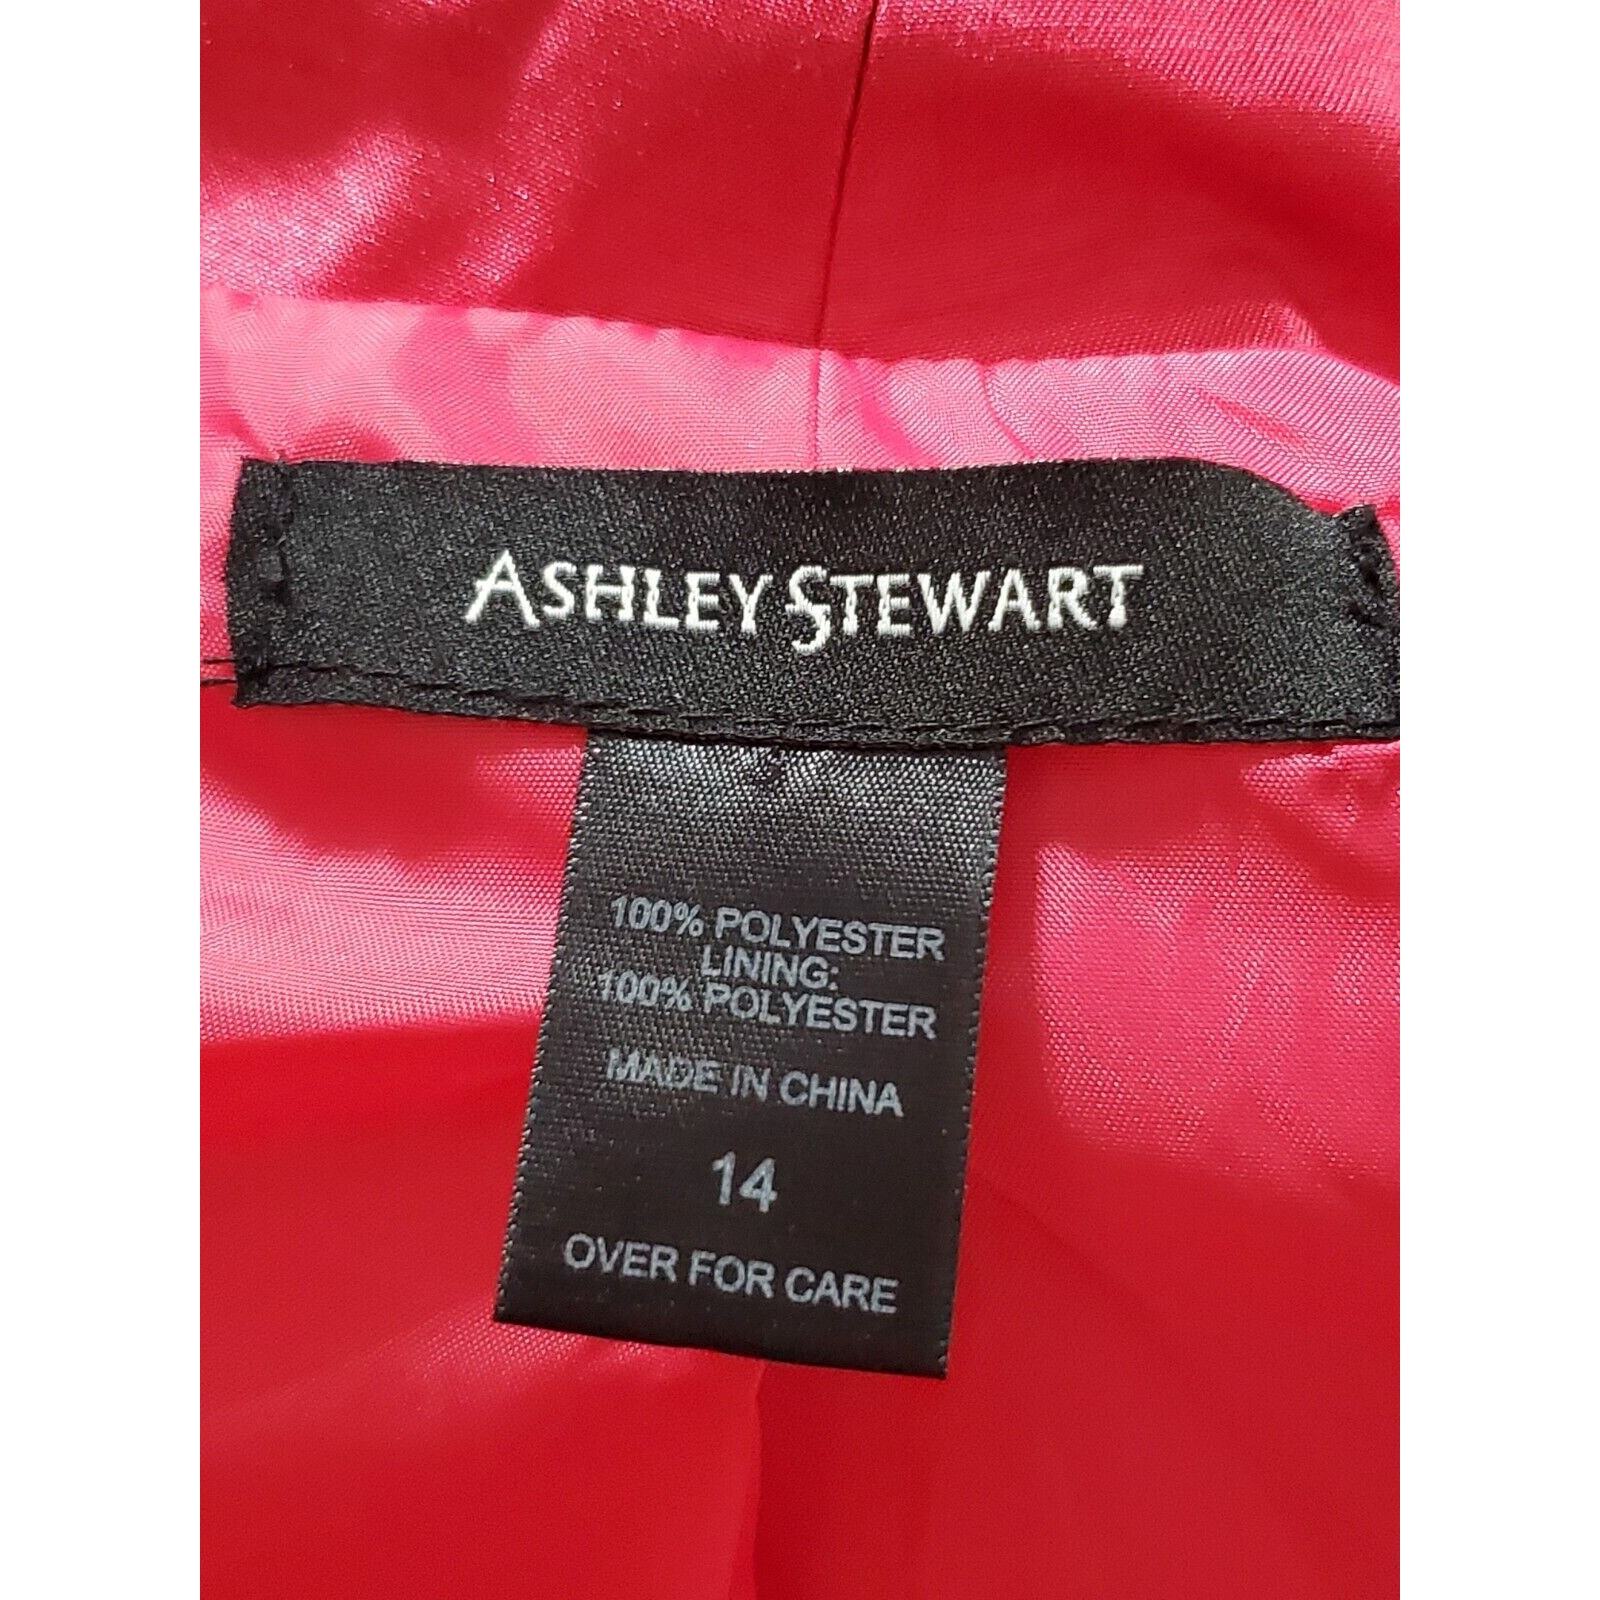 ASHLEY STEWART
100% POLYESTER
LINING:
100% POLYESTER
MADE IN CHINA
14
OVER FOR CARE